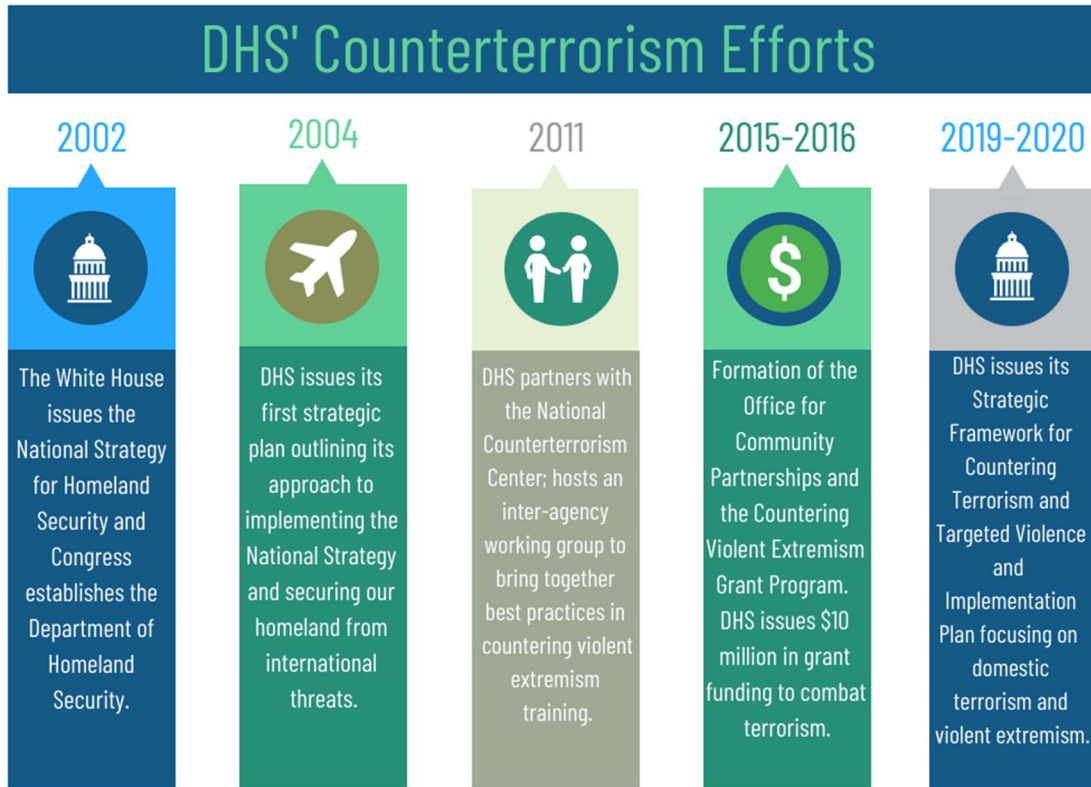 DHS' Counterterrorism Efforts
2002
The White House
issues the
National Strategy
for Homeland
Security and
Congress
establishes the
Department of
Homeland
Security.
2004
DHS issues its
first strategic
plan outlining its
approach to
implementing the
National Strategy
and securing our
homeland from
international
threats.
2011
DHS partners with
the National
Counterterrorism
Center; hosts an
inter-agency
working group to
bring together
best practices in
countering violent
extremism
training.
2015-2016
$
Formation of the
Office for
Community
Partnerships and
the Countering
Violent Extremism
Grant Program.
DHS issues $10
million in grant
funding to combat
terrorism.
2019-2020
DHS issues its
Strategic
Framework for
Countering
Terrorism and
Targeted Violence
and
Implementation
Plan focusing on
domestic
terrorism and
violent extremism.